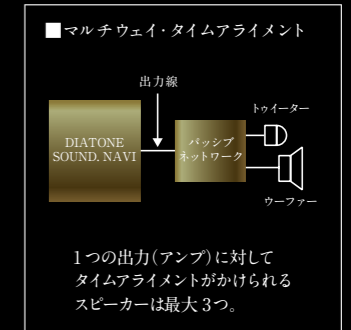 ■マルチウェイ・タイムアライメント
出力線
トゥイーター
DIATONE
SOUND. NAVI
パッシブ
ネットワーク
ウーファー
1つの出力（アンプ）に対して
タイムアライメントがかけられる
スピーカーは最大3つ。